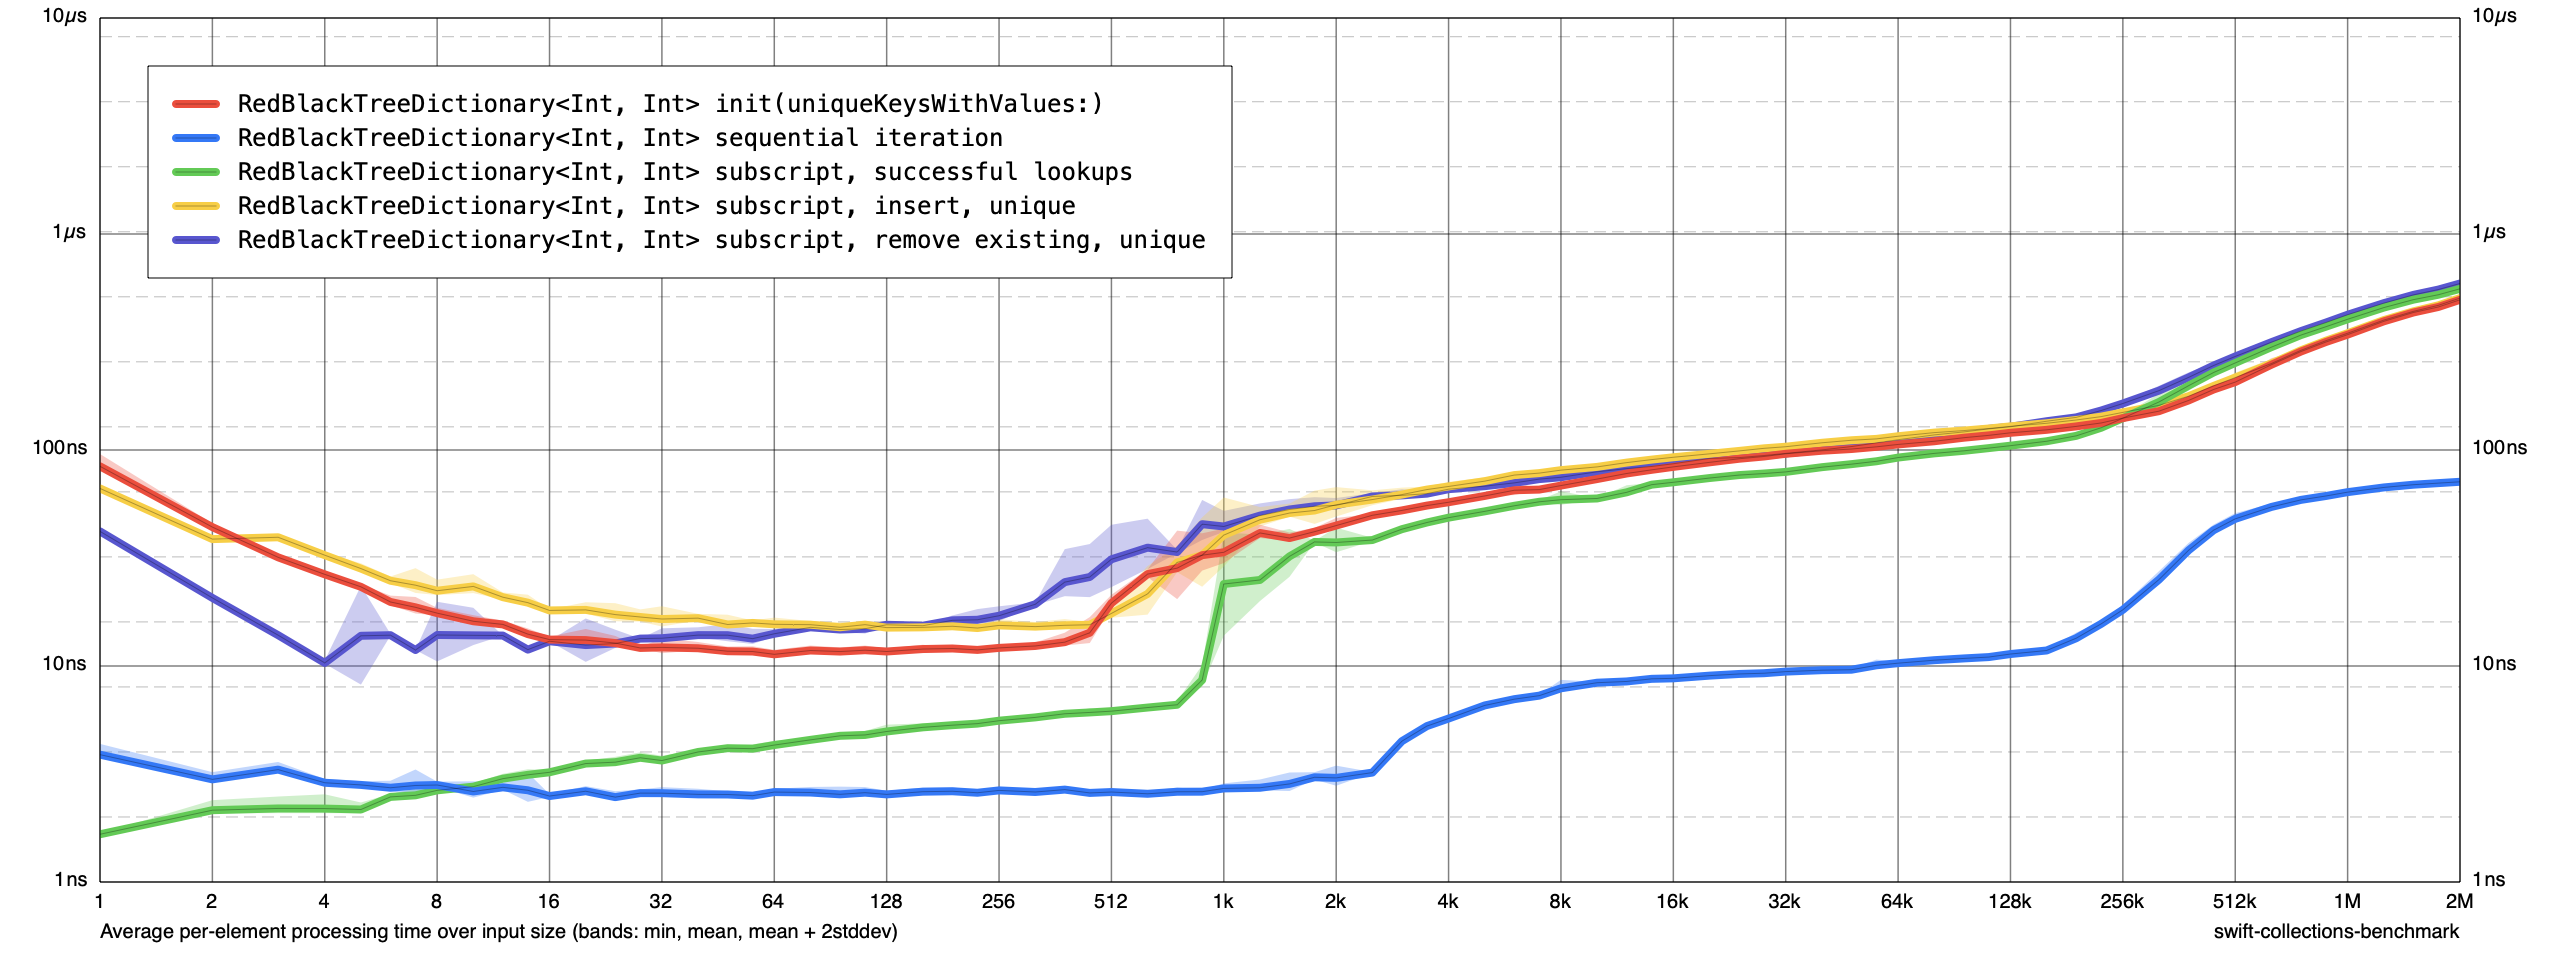 10µs
10µs
RedBlackTreeDictionary<Int, Int> init(uniqueKeysWithValues:)
RedBlackTreeDictionary<Int, Int> sequential iteration
RedBlackTreeDictionary<Int, Int> subscript, successful lookups
RedBlackTreeDictionary<Int, Int> subscript, insert, unique
RedBlackTreeDictionary<Int, Int> subscript, remove existing, unique
1µs
1µs
100ns
100ns
10ns
10ns
1ns
1ns
1 2 4 8 16 32 64 128 256 512 1k 2k 4k 8k 16k 32k 64k 128k 256k 512k 1M 2M
Average per-element processing time over input size (bands: min, mean, mean + 2stddev)
swift-collections-benchmark